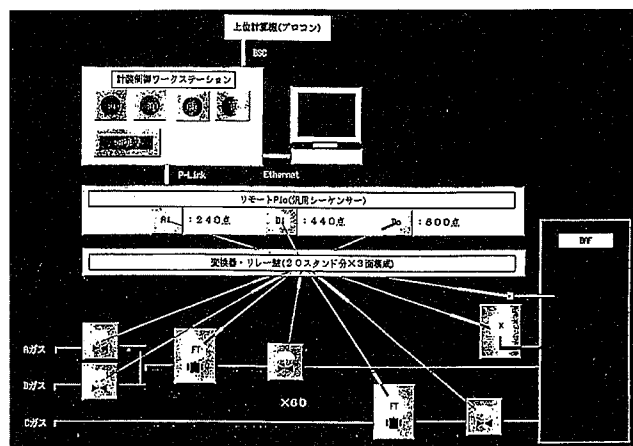 上位計算機(プロコン)
BSC
計装制御ワークステーション
P-Link
Ethernet
リモートPio(汎用シーケンサー)
Ai
:240点
Di
:440点
Do
:800点
変換器・リレー盤(20スタンド分×3面構成)
Aガス
Dガス
Cガス
FT
×60
FT